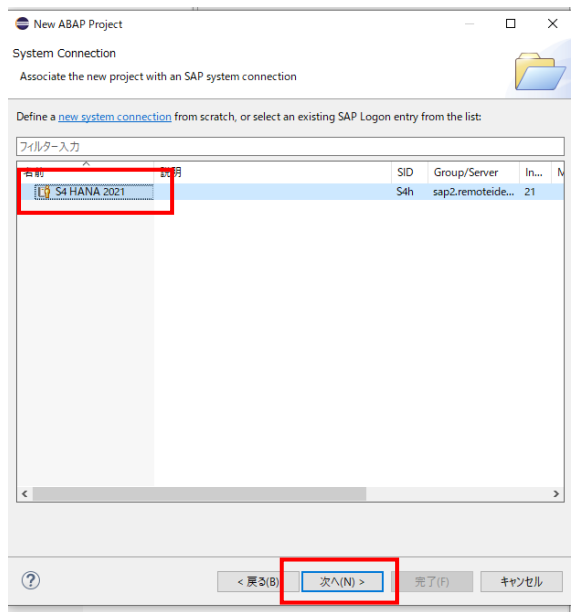 New ABAP Project
System Connection
Associate the new project with an SAP system connection
Define a new system connection from scratch, or select an existing SAP Logon entry from the list:
フィルター入力
名前 説明 SID Group/Server In... M
S4 HANA 2021 S4h sap2.remoteide... 21
< 戻る(B) 次へ(N) > 完了(F) キャンセル